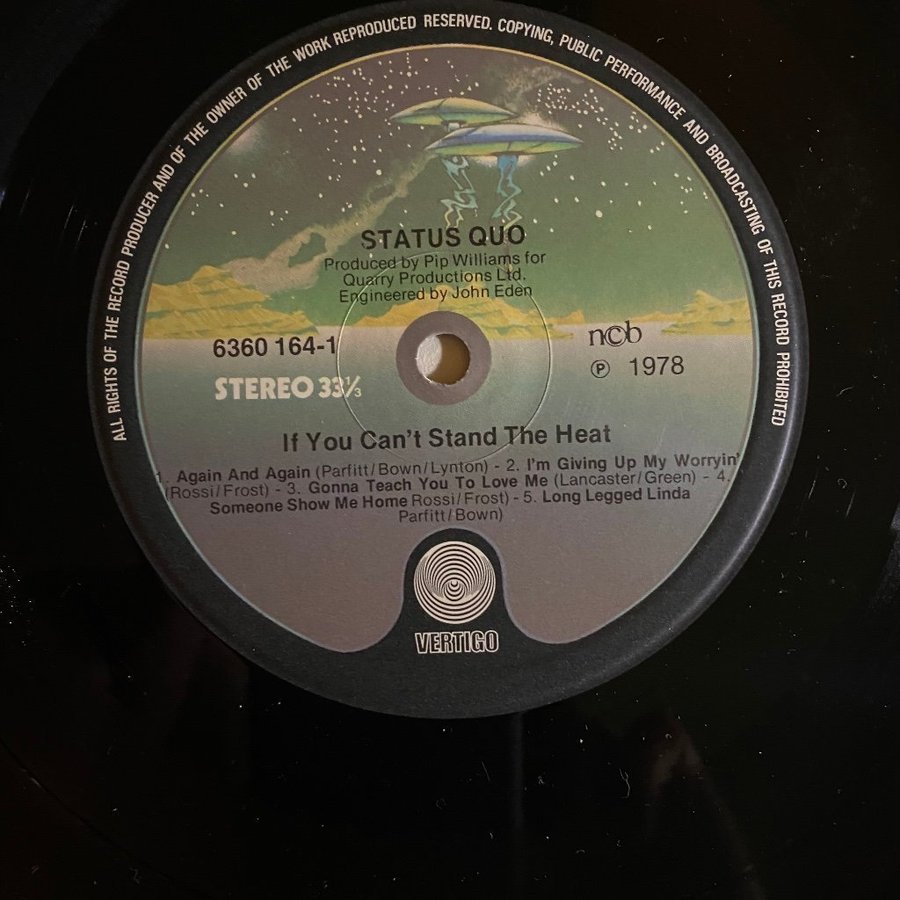 ALL RIGHTS OF THE RECORD PRODUCER AND OF THE OWNER OF THE WORK REPRODUCED RESERVED. COPYING, PUBLIC PERFORMANCE AND BROADCASTING OF THIS RECORD PROHIBITED
STATUS QUO
Produced by Pip Williams for
Quarry Productions Ltd.
Engineered by John Eden
6360 164-1
ncb
STEREO 33⅓
Ⓟ 1978
If You Can't Stand The Heat
1. Again And Again (Parfitt/Bown/Lynton) - 2. I'm Giving Up My Worryin'
(Rossi/Frost) - 3. Gonna Teach You To Love Me (Lancaster/Green) - 4.
Someone Show Me Home Rossi/Frost) - 5. Long Legged Linda
Parfitt/Bown)
VERTIGO